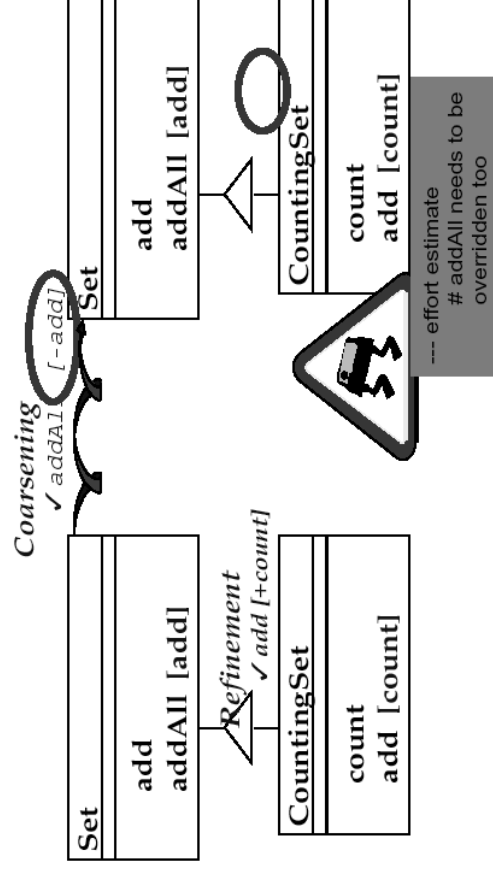 Set
add
addAll [add]
Refinement
✓ add [+count]
CountingSet
count
add [count]
Coarsening
✓ addAl. [-add]
Set
add
addAll [add]
CountingSet
count
add [count]
--- effort estimate
# addAll needs to be
overridden too